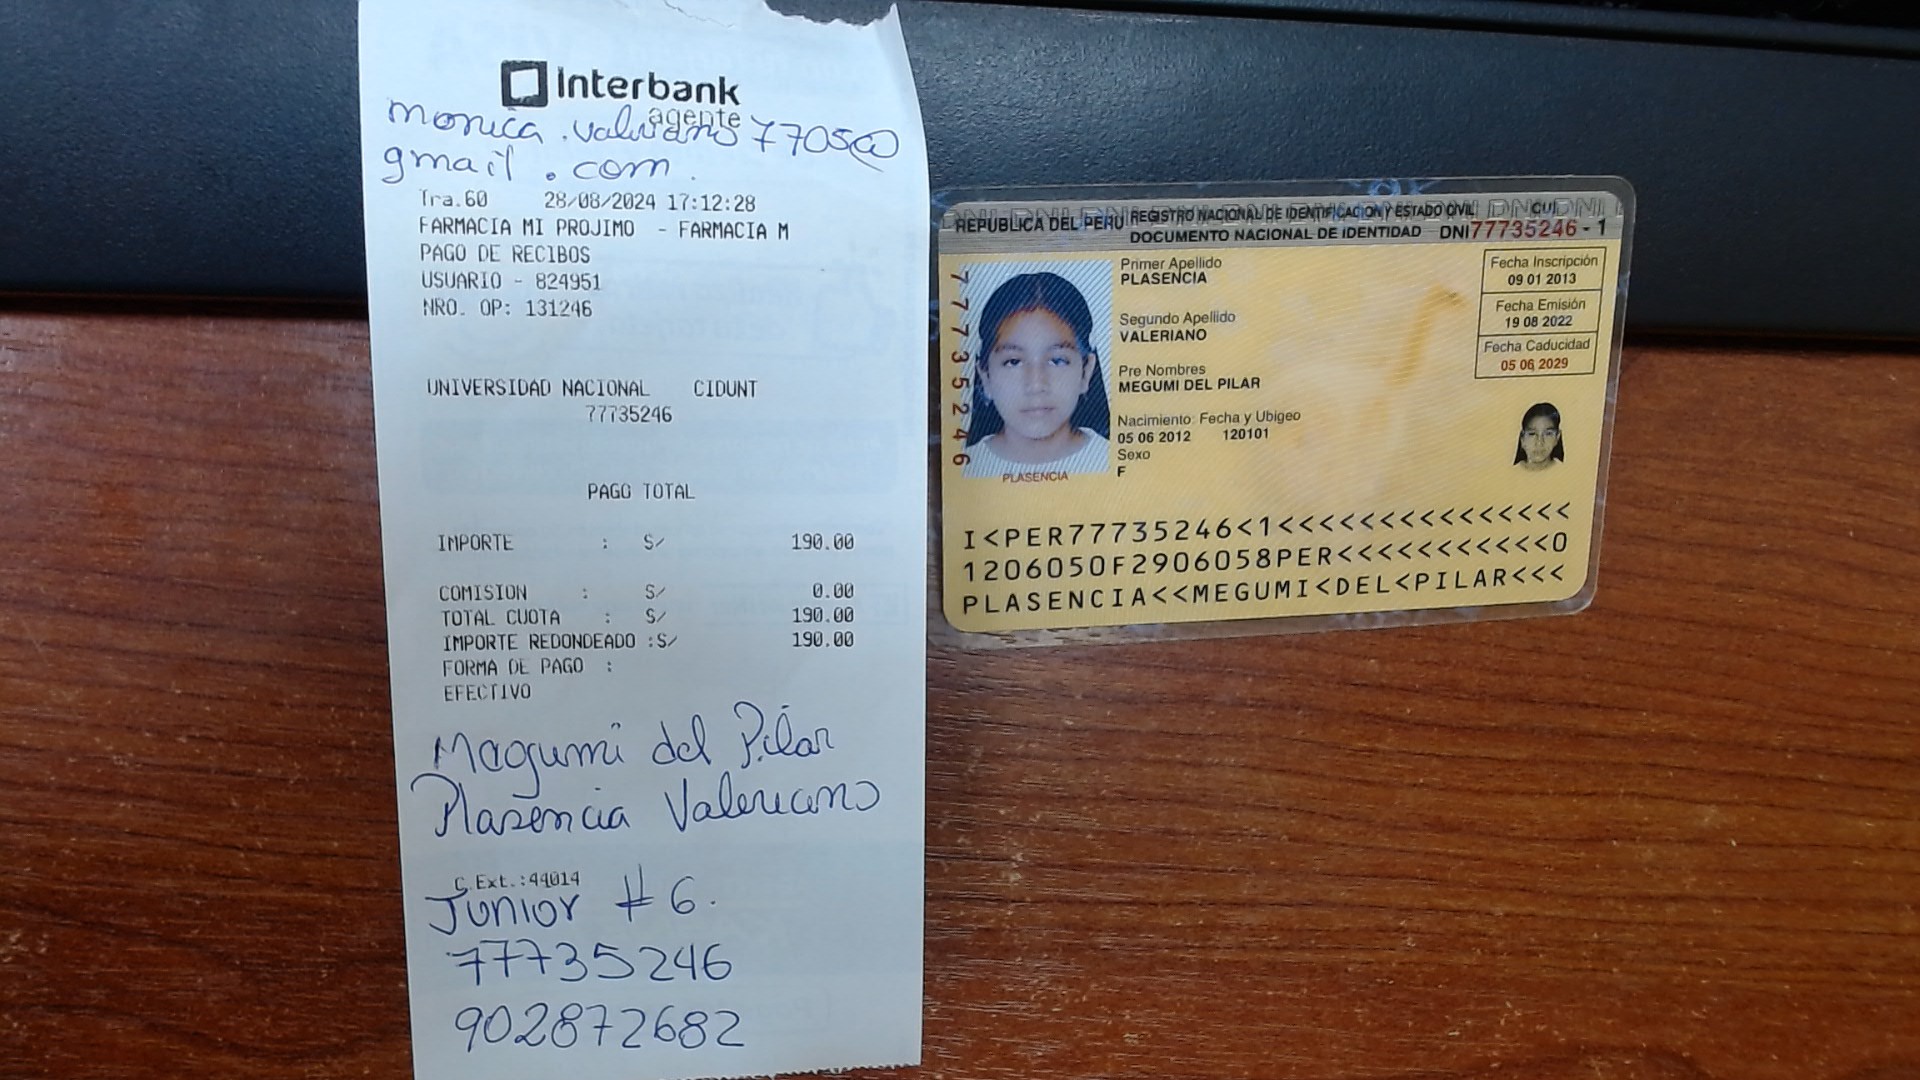 Interbank
agente
monica.valeriano7705@
gmail.com.
Tra.60 28/08/2024 17:12:28
FARMACIA MI PROJIMO - FARMACIA M
PAGO DE RECIBOS
USUARIO - 824951
NRO. OP: 131246
UNIVERSIDAD NACIONAL CIDUNT
77735246
PAGO TOTAL
IMPORTE : S/ 190.00
COMISION : S/ 0.00
TOTAL CUOTA : S/ 190.00
IMPORTE REDONDEADO :S/ 190.00
FORMA DE PAGO :
EFECTIVO
Megumi del Pilar
Plasencia Valeriano
C.Ext.:44014
JUNIOR #6.
77735246
902872682
REPUBLICA DEL PERU REGISTRO NACIONAL DE IDENTIFICACION Y ESTADO CIVIL CUI
DOCUMENTO NACIONAL DE IDENTIDAD DNI 77735246 - 1
77735246
Primer Apellido
PLASENCIA
Segundo Apellido
VALERIANO
Pre Nombres
MEGUMI DEL PILAR
Nacimiento: Fecha y Ubigeo
05 06 2012 120101
Sexo
F
Fecha Inscripción
09 01 2013
Fecha Emisión
19 08 2022
Fecha Caducidad
05 06 2029
PLASENCIA
I<PER77735246<1<<<<<<<<<<<<<<<
1206050F2906058PER<<<<<<<<<<<0
PLASENCIA<<MEGUMI<DEL<PILAR<<<